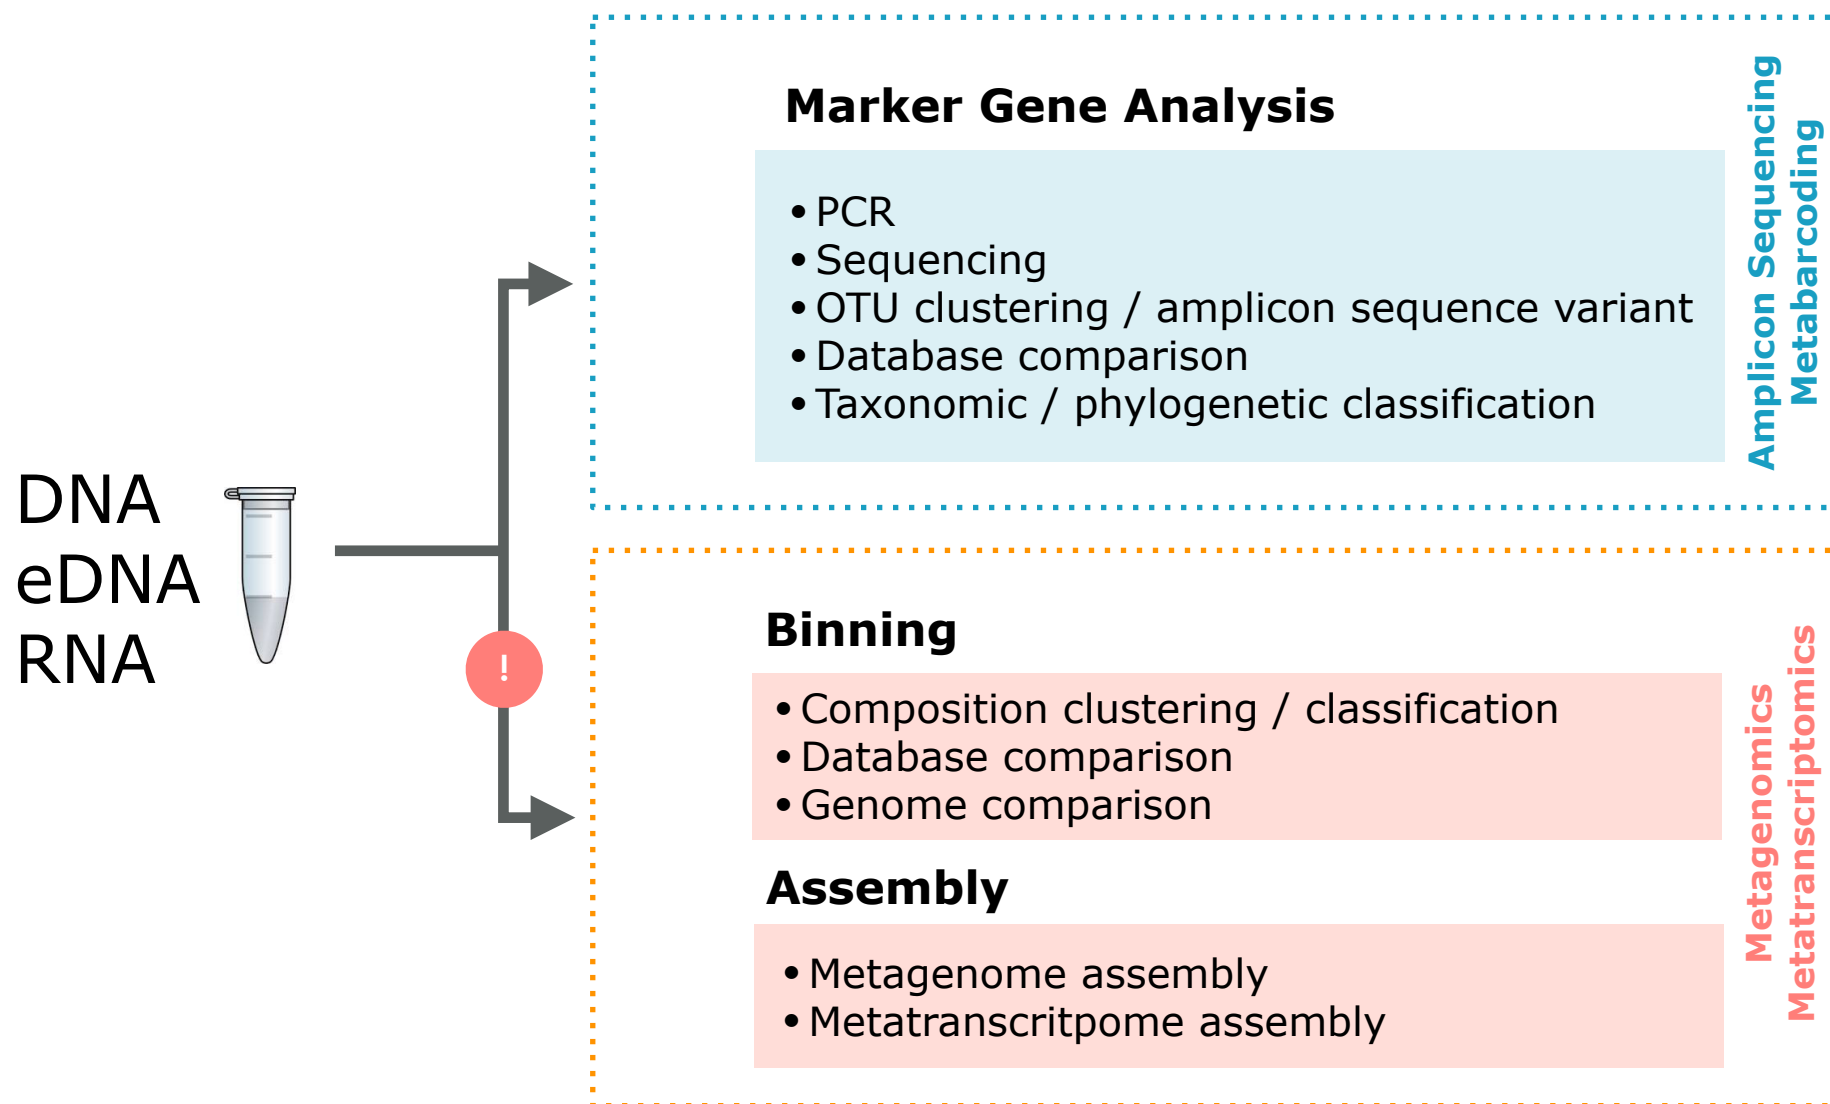 DNA
eDNA
RNA
!
Marker Gene Analysis
• PCR
• Sequencing
• OTU clustering / amplicon sequence variant
• Database comparison
• Taxonomic / phylogenetic classification
Amplicon Sequencing
Metabarcoding
Binning
• Composition clustering / classification
• Database comparison
• Genome comparison
Assembly
• Metagenome assembly
• Metatranscritpome assembly
Metagenomics
Metatranscriptomics